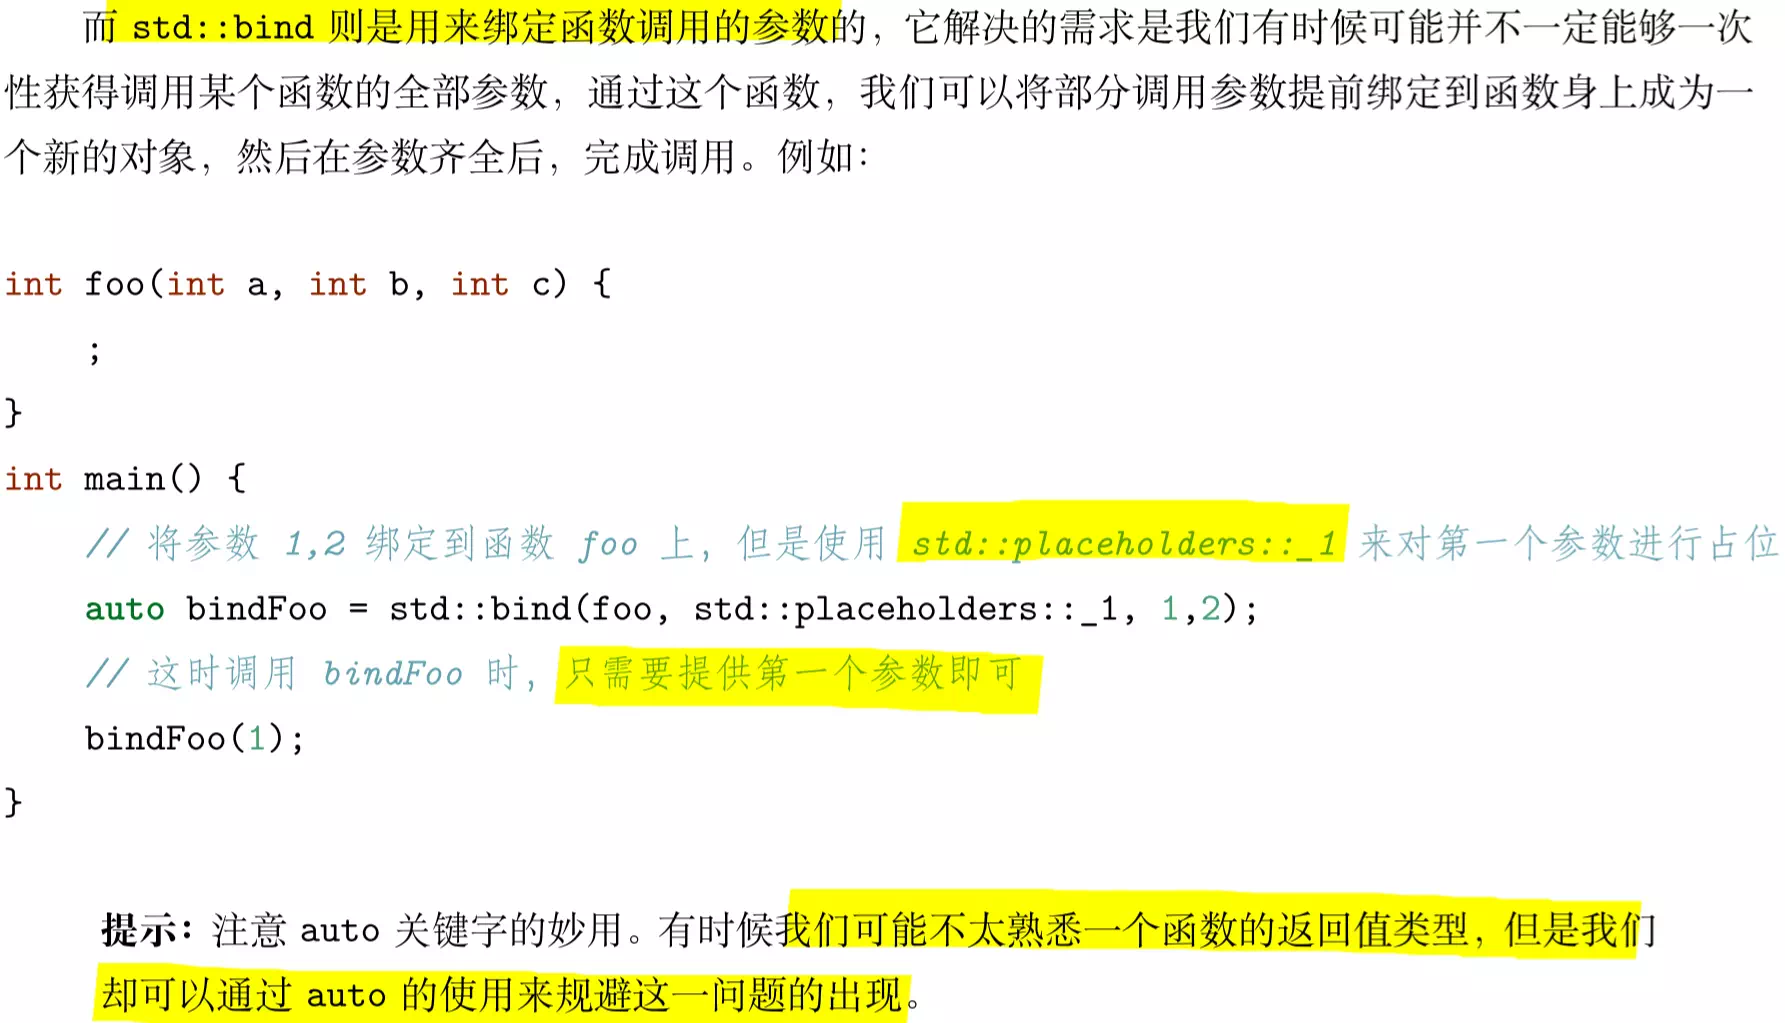 而 std::bind 则是用来绑定函数调用的参数的，它解决的需求是我们有时候可能并不一定能够一次
性获得调用某个函数的全部参数，通过这个函数，我们可以将部分调用参数提前绑定到函数身上成为一
个新的对象，然后在参数齐全后，完成调用。例如：
int foo(int a, int b, int c) {
    ;
}
int main() {
    // 将参数 1,2 绑定到函数 foo 上，但是使用 std::placeholders::_1 来对第一个参数进行占位
    auto bindFoo = std::bind(foo, std::placeholders::_1, 1,2);
    // 这时调用 bindFoo 时，只需要提供第一个参数即可
    bindFoo(1);
}
提示：注意 auto 关键字的妙用。有时候我们可能不太熟悉一个函数的返回值类型，但是我们
却可以通过 auto 的使用来规避这一问题的出现。